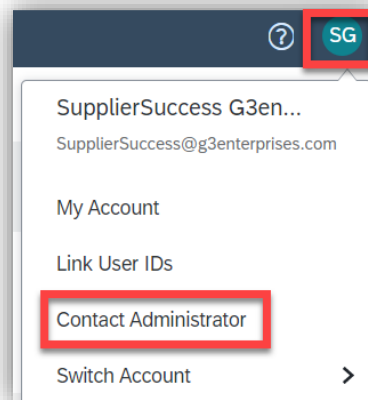 ? SG
SupplierSuccess G3en...
SupplierSuccess@g3enterprises.com
My Account
Link User IDs
Contact Administrator
Switch Account